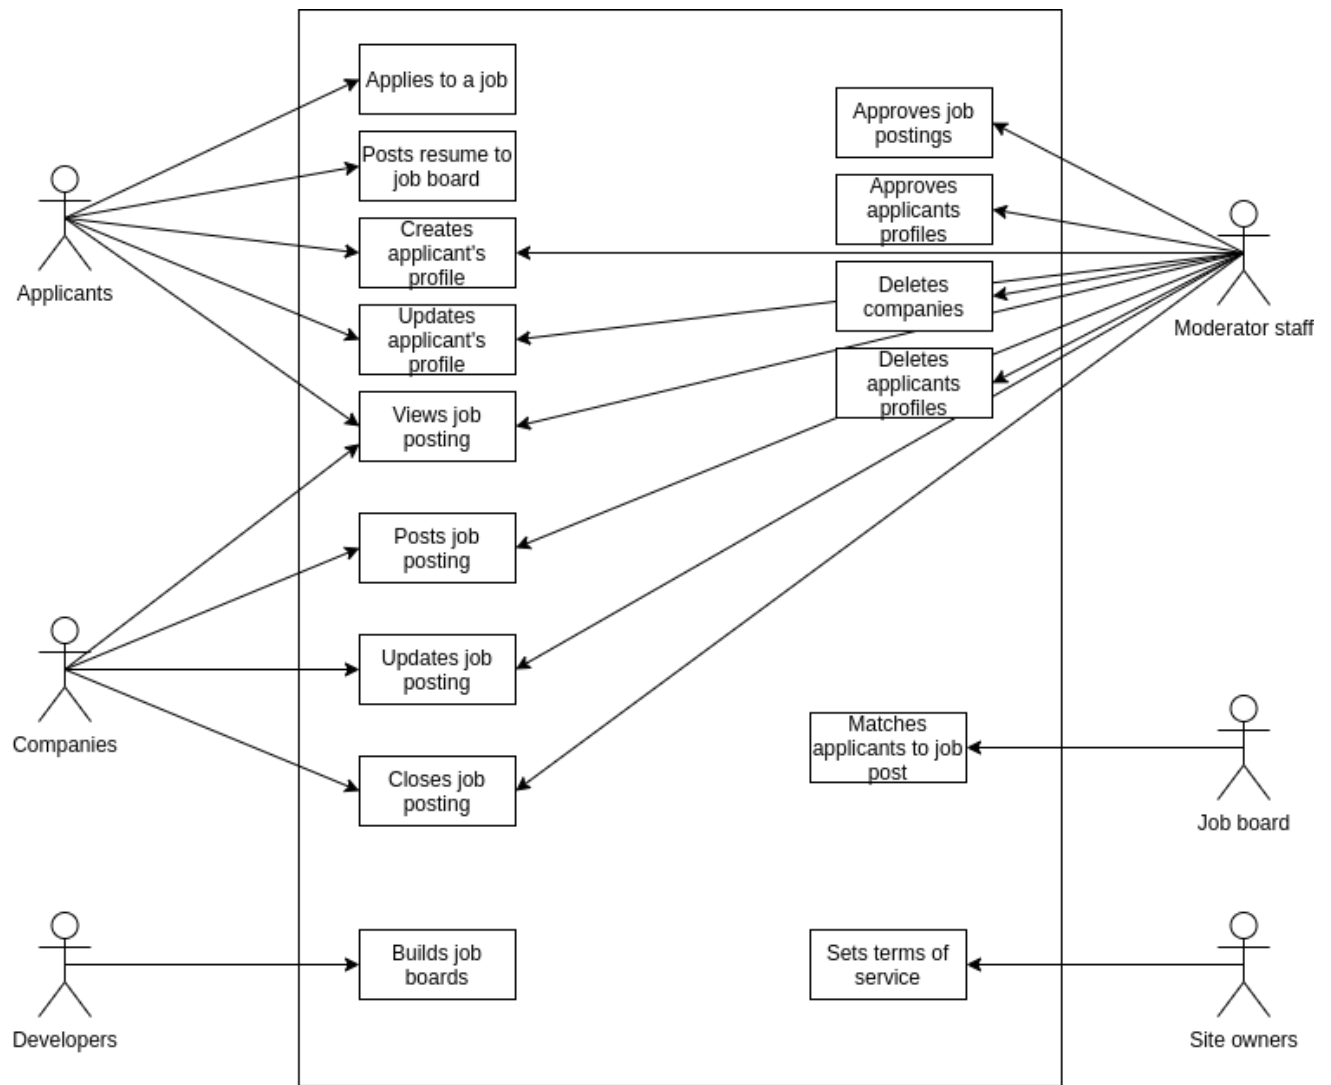 Applies to a job
Posts resume to
job board
Creates
applicant's
profile
Updates
applicant's
profile
Views job
posting
Posts job
posting
Updates job
posting
Closes job
posting
Builds job
boards
Approves job
postings
Approves
applicants
profiles
Deletes
companies
Deletes
applicants
profiles
Matches
applicants to job
post
Sets terms of
service
Applicants
Companies
Developers
Moderator staff
Job board
Site owners